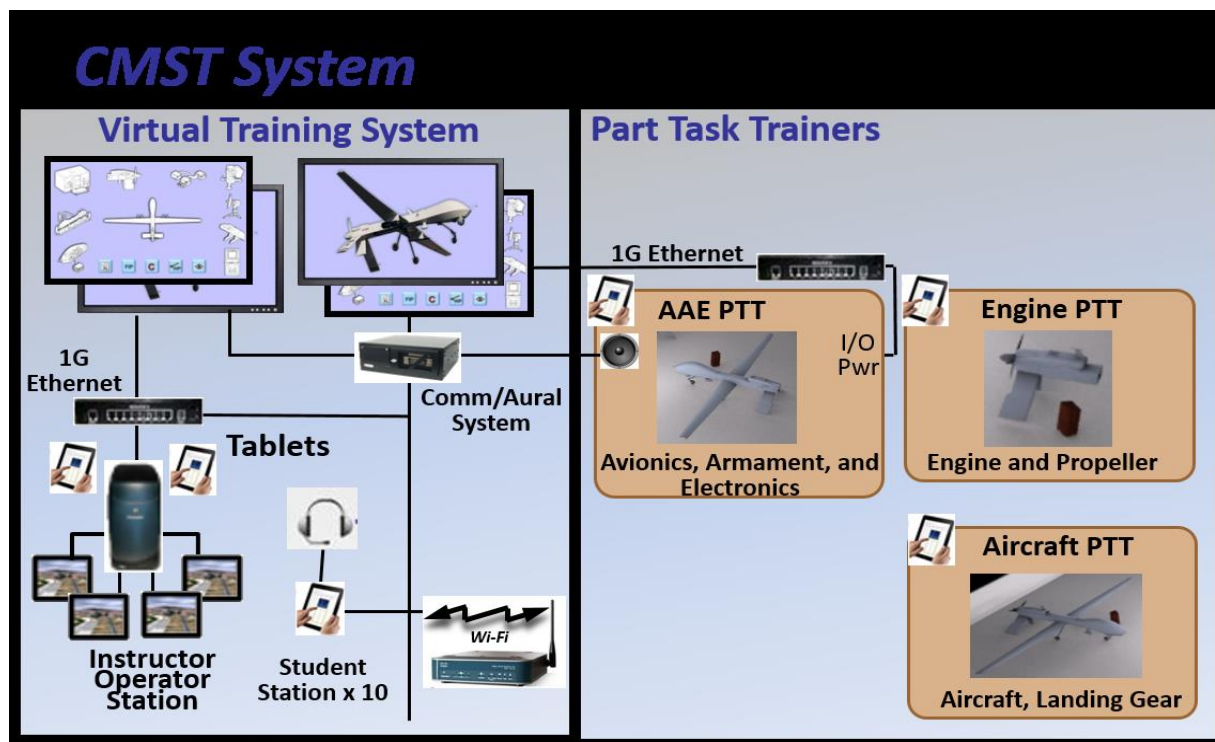 CMST System
Virtual Training System
Part Task Trainers
1G Ethernet
AAE PTT
I/O
Pwr
Avionics, Armament, and
Electronics
Engine PTT
Engine and Propeller
1G
Ethernet
Comm/Aural
System
Tablets
Instructor
Operator
Station
Student
Station x 10
Wi-Fi
Aircraft PTT
Aircraft, Landing Gear